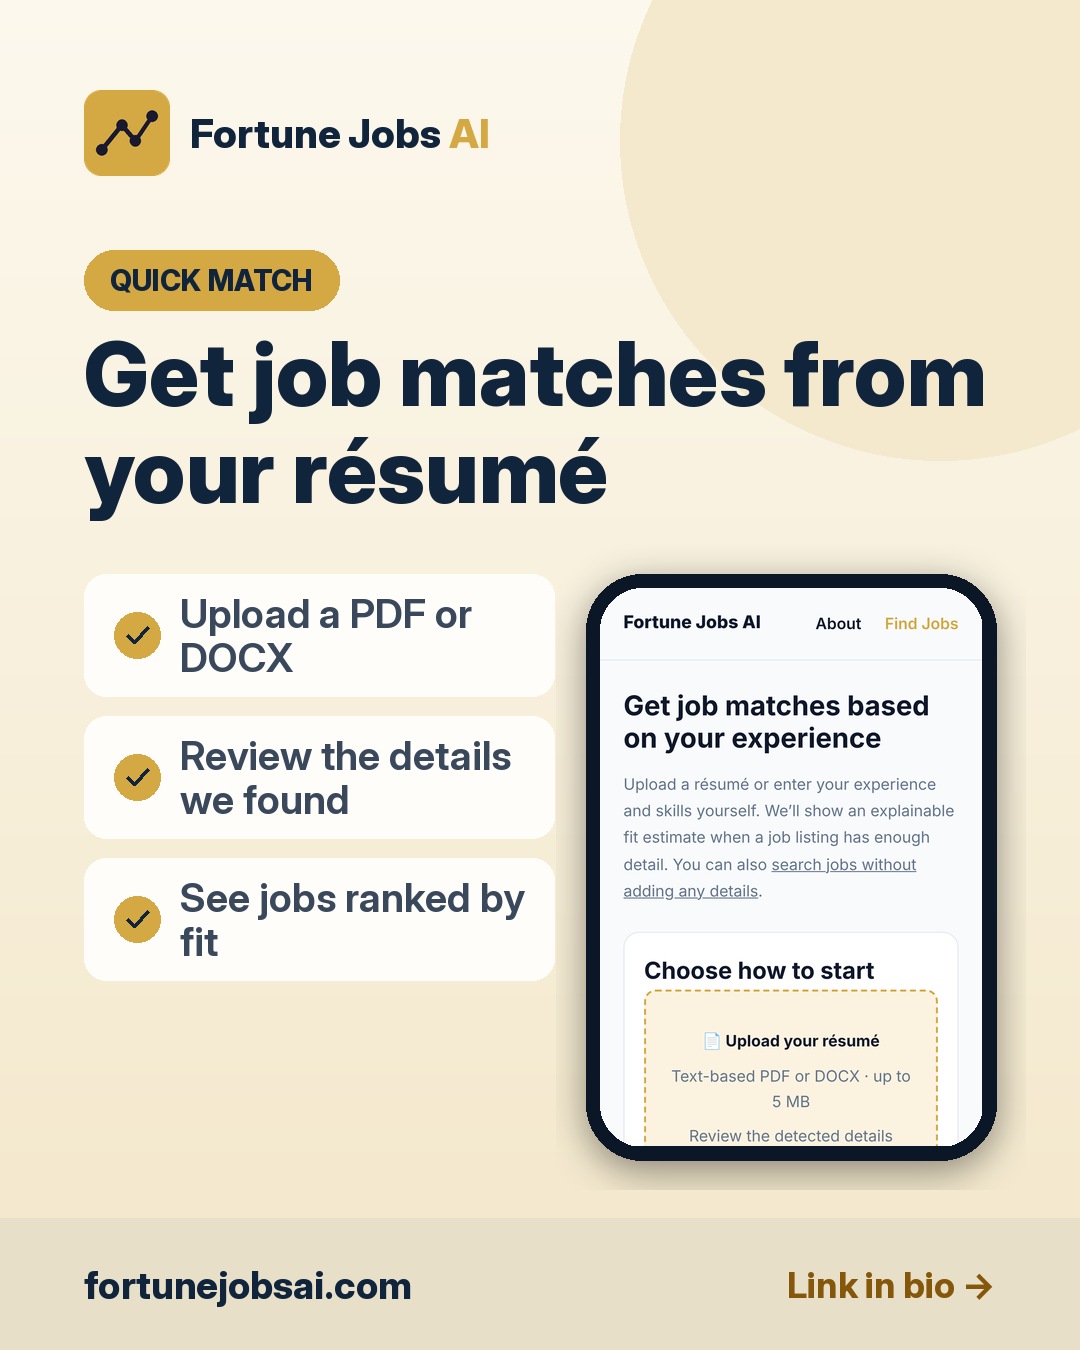 Fortune Jobs AI
QUICK MATCH
Get job matches from
your résumé
Upload a PDF or
DOCX
Review the details
we found
See jobs ranked by
fit
Fortune Jobs AI
About
Find Jobs
Get job matches based
on your experience
Upload a résumé or enter your experience
and skills yourself. We’ll show an explainable
fit estimate when a job listing has enough
detail. You can also search jobs without
adding any details.
Choose how to start
📄 Upload your résumé
Text-based PDF or DOCX · up to
5 MB
Review the detected details
fortunejobsai.com
Link in bio →